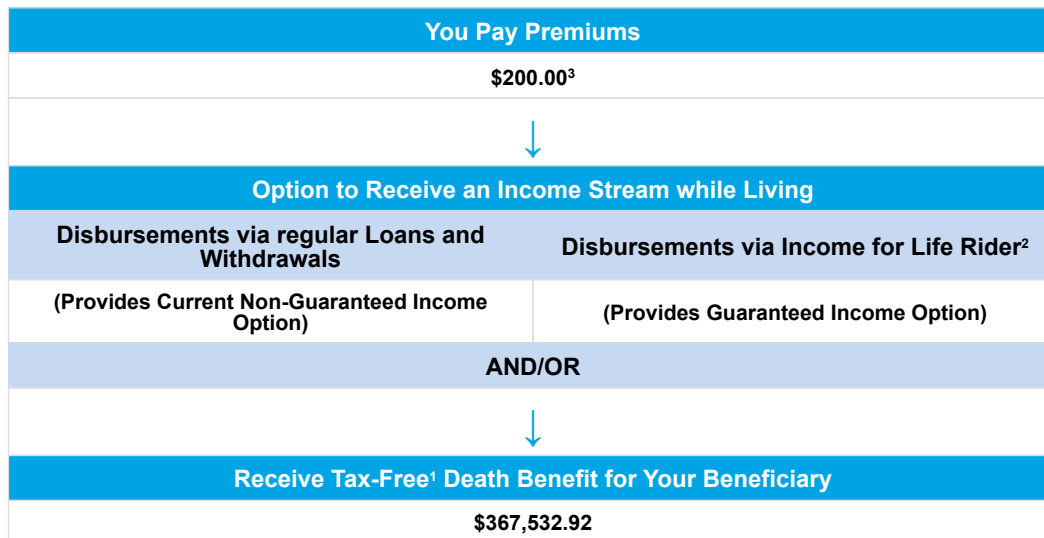 You Pay Premiums
$200.00³
Option to Receive an Income Stream while Living
Disbursements via regular Loans and
Withdrawals
Disbursements via Income for Life Rider²
(Provides Current Non-Guaranteed Income
Option)
(Provides Guaranteed Income Option)
AND/OR
Receive Tax-Free¹ Death Benefit for Your Beneficiary
$367,532.92